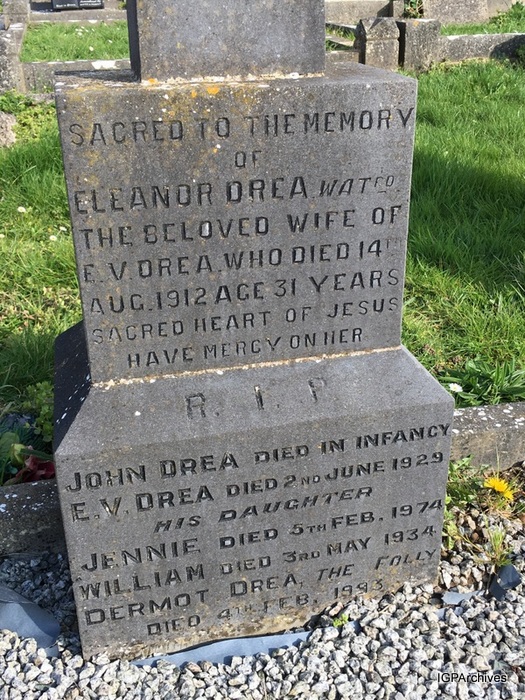 SACRED TO THE MEMORY
OF
ELEANOR DREA WATFD.
THE BELOVED WIFE OF
E.V. DREA. WHO DIED 14TH
AUG. 1912 AGE 31 YEARS
SACRED HEART OF JESUS
HAVE MERCY ON HER
R. I. P
JOHN DREA DIED IN INFANCY
E.V. DREA DIED 2ND JUNE 1929
HIS DAUGHTER
JENNIE DIED 5TH FEB. 1974
WILLIAM DIED 3RD MAY 1934
DERMOT DREA, THE FOLLY
DIED 4TH FEB. 1993
IGPArchives